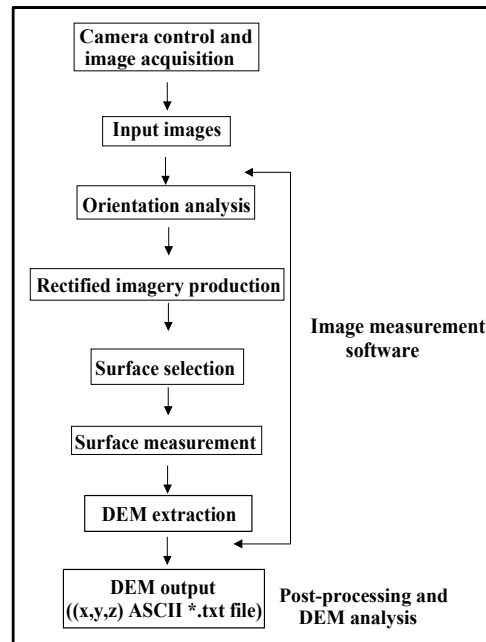 Camera control and
image acquisition
Input images
Orientation analysis
Rectified imagery production
Surface selection
Surface measurement
DEM extraction
DEM output
((x,y,z) ASCII *.txt file)
Image measurement
software
Post-processing and
DEM analysis